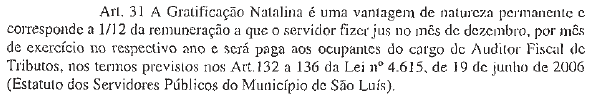 Art. 31 A Gratificação Natalina é uma vantagem de natureza permanente e
corresponde a 1/12 da remuneração a que o servidor fizer jus no mês de dezembro, por mês
de exercício no respectivo ano e será paga aos ocupantes do cargo de Auditor Fiscal de
Tributos, nos termos previstos nos Art.132 a 136 da Lei nº 4.615, de 19 de junho de 2006
(Estatuto dos Servidores Públicos do Município de São Luís).